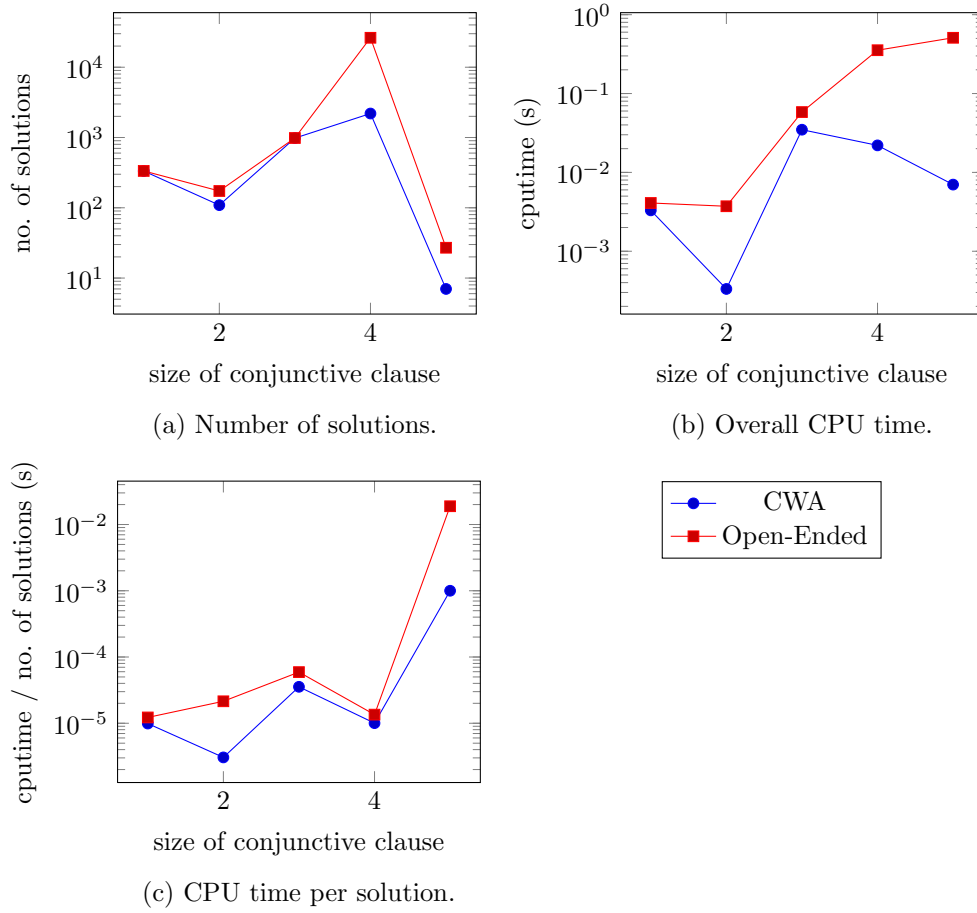 no. of solutions
10^4
10^3
10^2
10^1
2
4
size of conjunctive clause
(a) Number of solutions.
cputime (s)
10^0
10^−1
10^−2
10^−3
2
4
size of conjunctive clause
(b) Overall CPU time.
cputime / no. of solutions (s)
10^−2
10^−3
10^−4
10^−5
2
4
size of conjunctive clause
(c) CPU time per solution.
CWA
Open-Ended